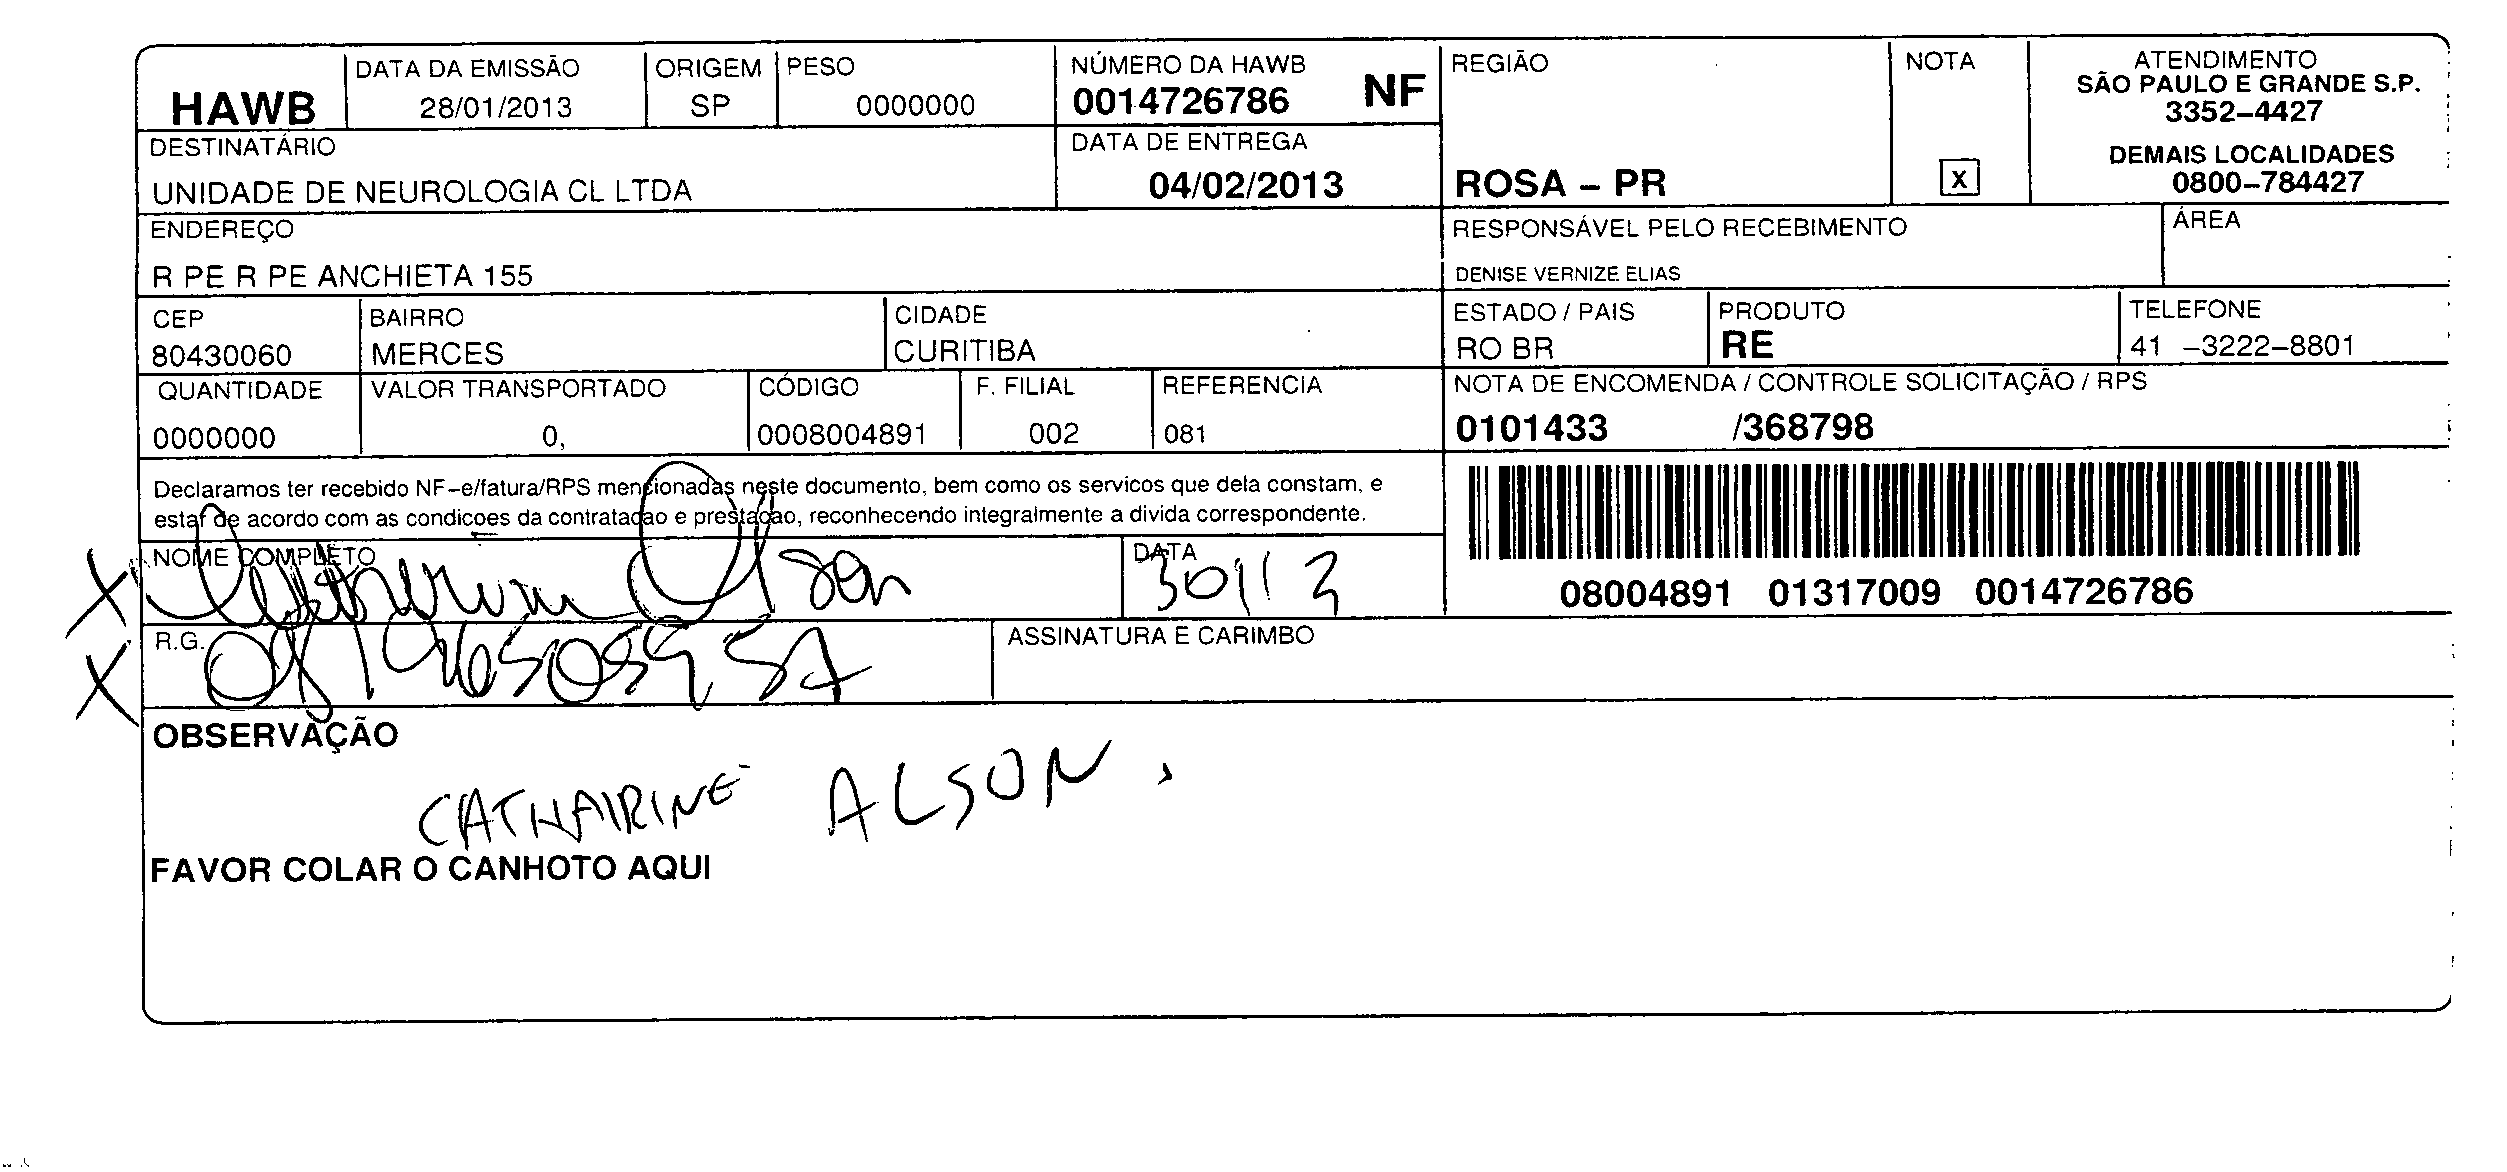 HAWB
DATA DA EMISSÃO
28/01/2013
ORIGEM
SP
PESO
0000000
NÚMERO DA HAWB
0014726786 NF
REGIÃO
ROSA – PR
NOTA
X
ATENDIMENTO
SÃO PAULO E GRANDE S.P.
3352–4427
DEMAIS LOCALIDADES
0800–784427
DESTINATÁRIO
UNIDADE DE NEUROLOGIA CL LTDA
DATA DE ENTREGA
04/02/2013
ENDEREÇO
R PE R PE ANCHIETA 155
RESPONSÁVEL PELO RECEBIMENTO
DENISE VERNIZE ELIAS
ÁREA
CEP
80430060
BAIRRO
MERCES
CIDADE
CURITIBA
ESTADO / PAIS
RO BR
PRODUTO
RE
TELEFONE
41 –3222–8801
QUANTIDADE
0000000
VALOR TRANSPORTADO
0,
CÓDIGO
0008004891
F. FILIAL
002
REFERENCIA
081
NOTA DE ENCOMENDA / CONTROLE SOLICITAÇÃO / RPS
0101433 /368798
Declaramos ter recebido NF–e/fatura/RPS mencionadas neste documento, bem como os servicos que dela constam, e
estar de acordo com as condicoes da contratacao e prestacao, reconhecendo integralmente a divida correspondente.
08004891 01317009 0014726786
NOME COMPLETO
DATA
R.G.
ASSINATURA E CARIMBO
OBSERVAÇÃO
CATHAIRINE ALSON
FAVOR COLAR O CANHOTO AQUI